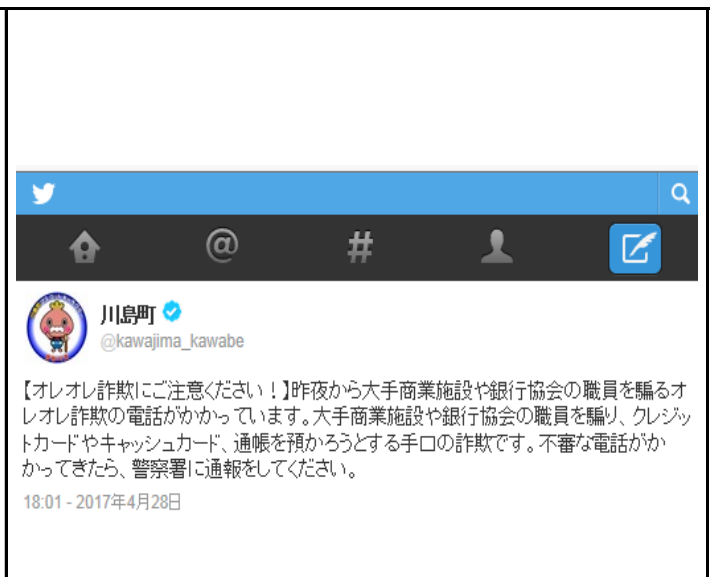 @
#
川島町
@kawajima_kawabe
【オレオレ詐欺にご注意ください！】昨夜から大手商業施設や銀行協会の職員を騙るオ
レオレ詐欺の電話がかかっています。大手商業施設や銀行協会の職員を騙り、クレジッ
トカードやキャッシュカード、通帳を預かろうとする手口の詐欺です。不審な電話がか
かってきたら、警察署に通報をしてください。
18:01 - 2017年4月28日